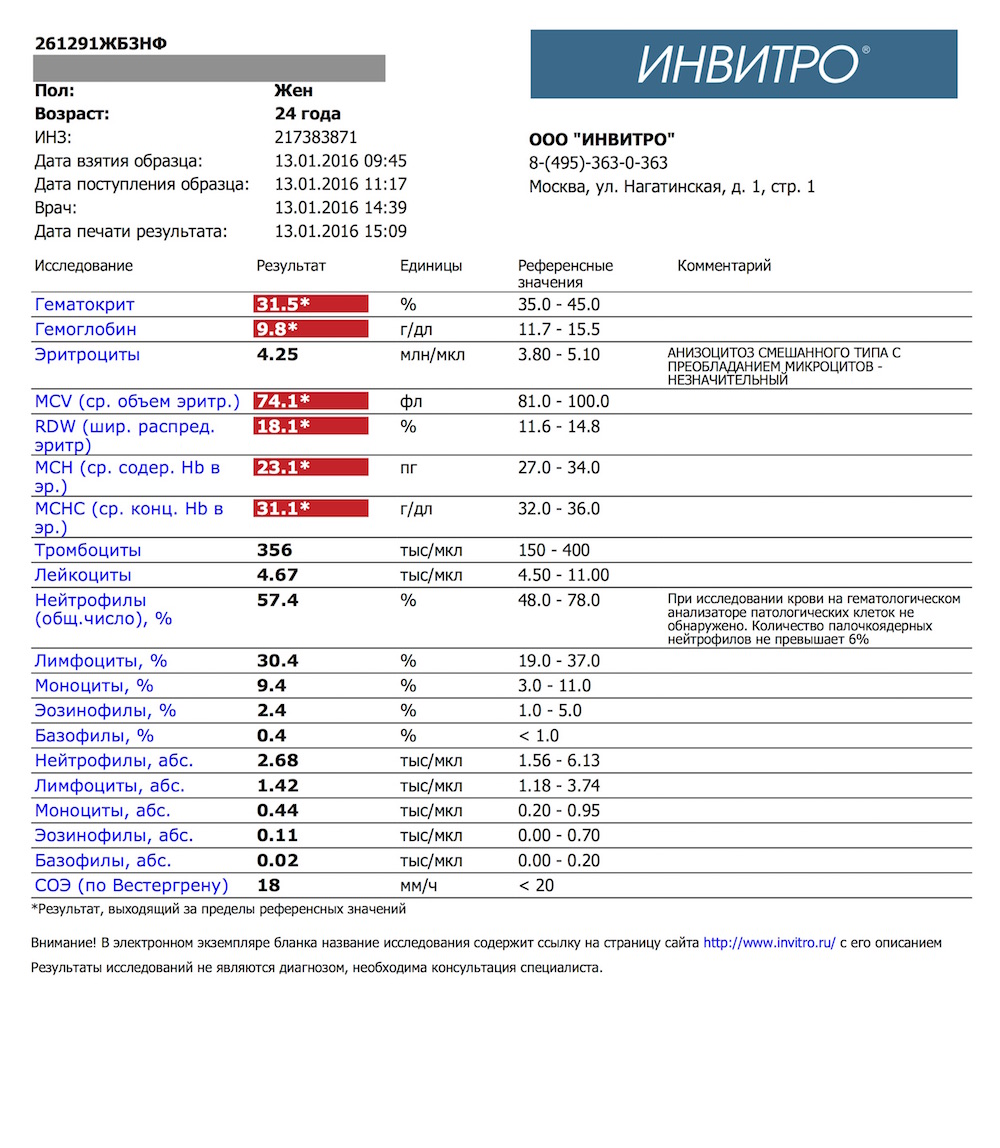 261291ЖБЗНФ
ИНВИТРО®
Пол: Жен
Возраст: 24 года
ИНЗ: 217383871
Дата взятия образца: 13.01.2016 09:45
Дата поступления образца: 13.01.2016 11:17
Врач: 13.01.2016 14:39
Дата печати результата: 13.01.2016 15:09
ООО "ИНВИТРО"
8-(495)-363-0-363
Москва, ул. Нагатинская, д. 1, стр. 1
Исследование Результат Единицы Референсные Комментарий
значения
Гематокрит 31.5* % 35.0 - 45.0
Гемоглобин 9.8* г/дл 11.7 - 15.5
Эритроциты 4.25 млн/мкл 3.80 - 5.10 АНИЗОЦИТОЗ СМЕШАННОГО ТИПА С
ПРЕОБЛАДАНИЕМ МИКРОЦИТОВ -
НЕЗНАЧИТЕЛЬНЫЙ
MCV (ср. объем эритр.) 74.1* фл 81.0 - 100.0
RDW (шир. распред. 18.1* % 11.6 - 14.8
эритр)
MCH (ср. содер. Hb в 23.1* пг 27.0 - 34.0
эр.)
MCHC (ср. конц. Hb в 31.1* г/дл 32.0 - 36.0
эр.)
Тромбоциты 356 тыс/мкл 150 - 400
Лейкоциты 4.67 тыс/мкл 4.50 - 11.00
Нейтрофилы 57.4 % 48.0 - 78.0 При исследовании крови на гематологическом
(общ.число), % анализаторе патологических клеток не
обнаружено. Количество палочкоядерных
нейтрофилов не превышает 6%
Лимфоциты, % 30.4 % 19.0 - 37.0
Моноциты, % 9.4 % 3.0 - 11.0
Эозинофилы, % 2.4 % 1.0 - 5.0
Базофилы, % 0.4 % < 1.0
Нейтрофилы, абс. 2.68 тыс/мкл 1.56 - 6.13
Лимфоциты, абс. 1.42 тыс/мкл 1.18 - 3.74
Моноциты, абс. 0.44 тыс/мкл 0.20 - 0.95
Эозинофилы, абс. 0.11 тыс/мкл 0.00 - 0.70
Базофилы, абс. 0.02 тыс/мкл 0.00 - 0.20
СОЭ (по Вестергрену) 18 мм/ч < 20
*Результат, выходящий за пределы референсных значений
Внимание! В электронном экземпляре бланка название исследования содержит ссылку на страницу сайта http://www.invitro.ru/ с его описанием
Результаты исследований не являются диагнозом, необходима консультация специалиста.